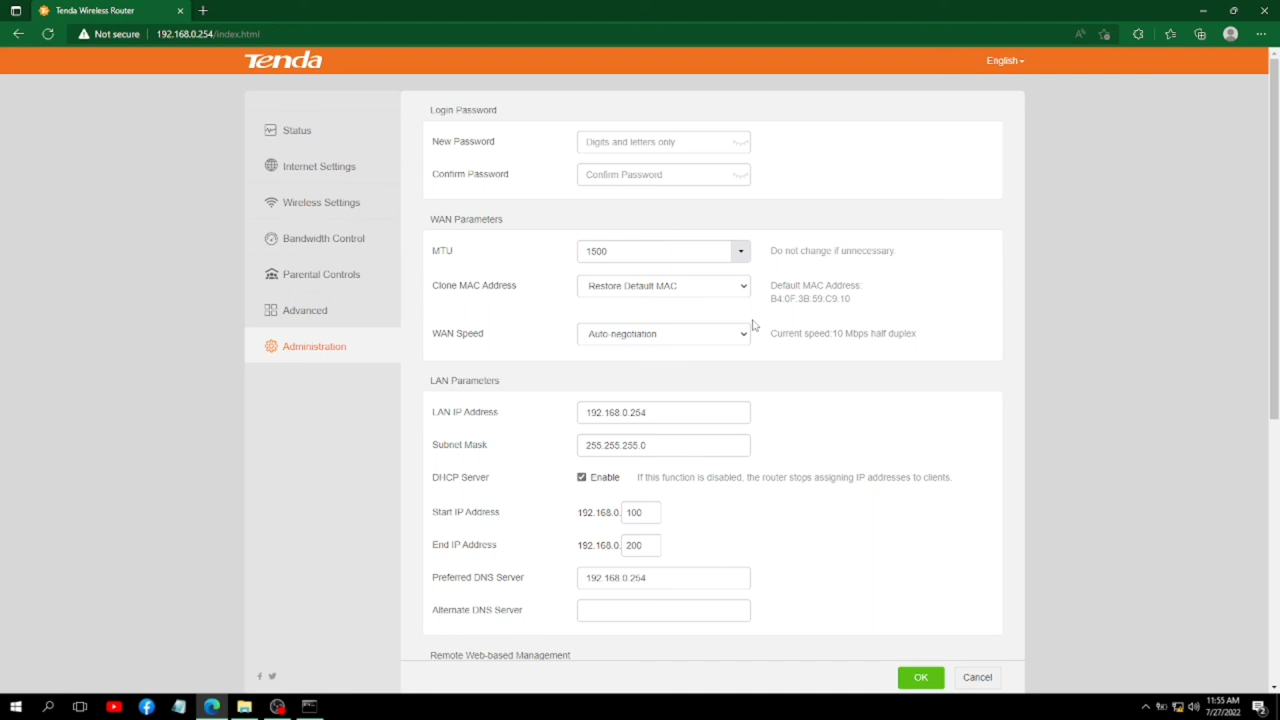 Tenda Wireless Router
Not secure
192.168.0.254/index.html
Tenda
English
Status
Internet Settings
Wireless Settings
Bandwidth Control
Parental Controls
Advanced
Administration
Login Password
New Password
Digits and letters only
Confirm Password
Confirm Password
WAN Parameters
MTU
1500
Do not change if unnecessary.
Clone MAC Address
Restore Default MAC
Default MAC Address:
B4:0F:3B:59:C9:10
WAN Speed
Auto-negotiation
Current speed:10 Mbps half duplex
LAN Parameters
LAN IP Address
192.168.0.254
Subnet Mask
255.255.255.0
DHCP Server
Enable
If this function is disabled, the router stops assigning IP addresses to clients.
Start IP Address
192.168.0. 100
End IP Address
192.168.0. 200
Preferred DNS Server
192.168.0.254
Alternate DNS Server
Remote Web-based Management
OK
Cancel
11:55 AM
7/27/2022
2